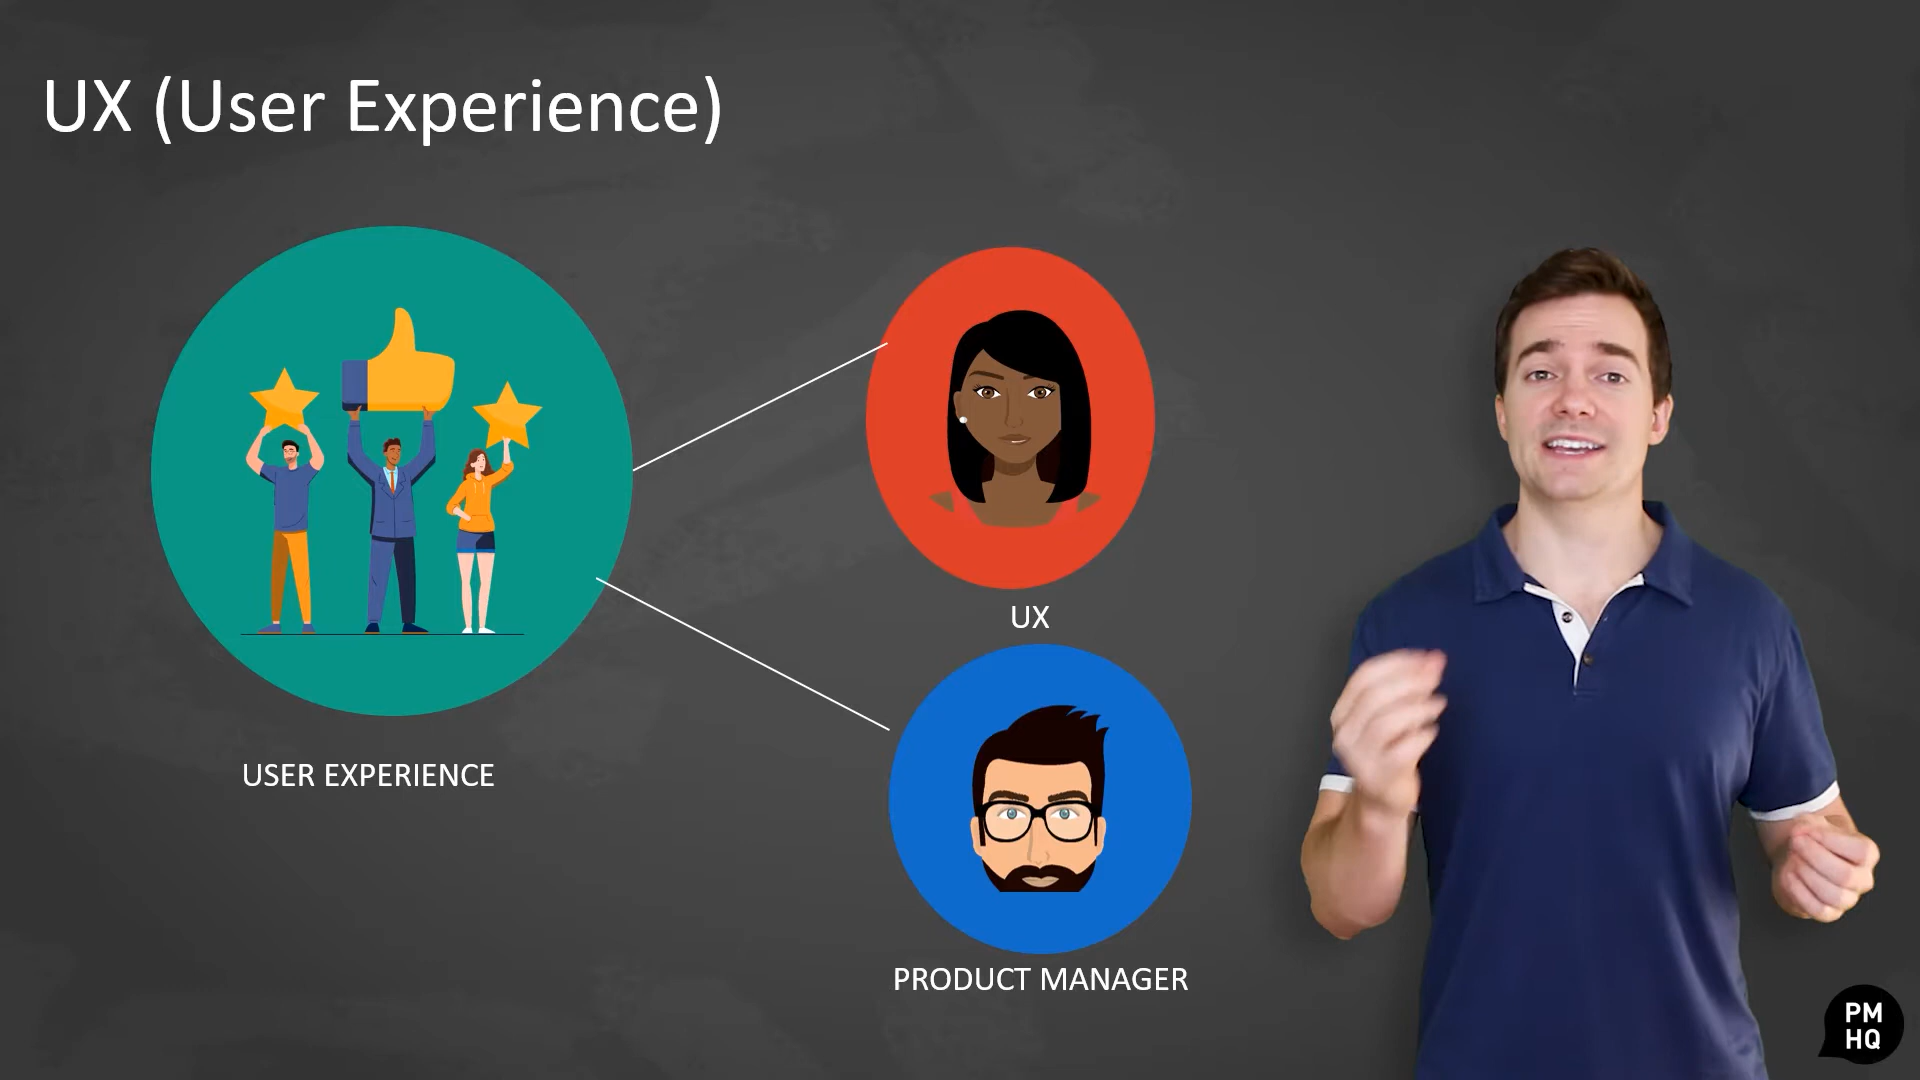 UX (User Experience)
UX
USER EXPERIENCE
PRODUCT MANAGER
PM
HQ